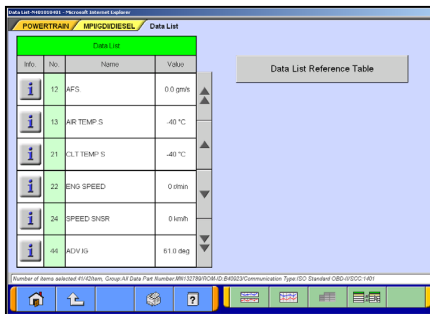 Data List-M401000401 - Microsoft Internet Explorer
POWERTRAIN MPI/GDI/DIESEL Data List
Data List
Info. No. Name Value
i 12 AFS 0.0 gm/s
i 13 AIR TEMP S -40 °C
i 21 CLT TEMP S -40 °C
i 22 ENG SPEED 0 r/min
i 24 SPEED SNSR 0 km/h
i 44 ADV IG 61.0 deg
Data List Reference Table
Number of items selected 41/42Item, Group:All Data Part Number:MN132789/ROM-ID:B40923/Communication Type:ISO Standard OBD-II/SCC:1401
?